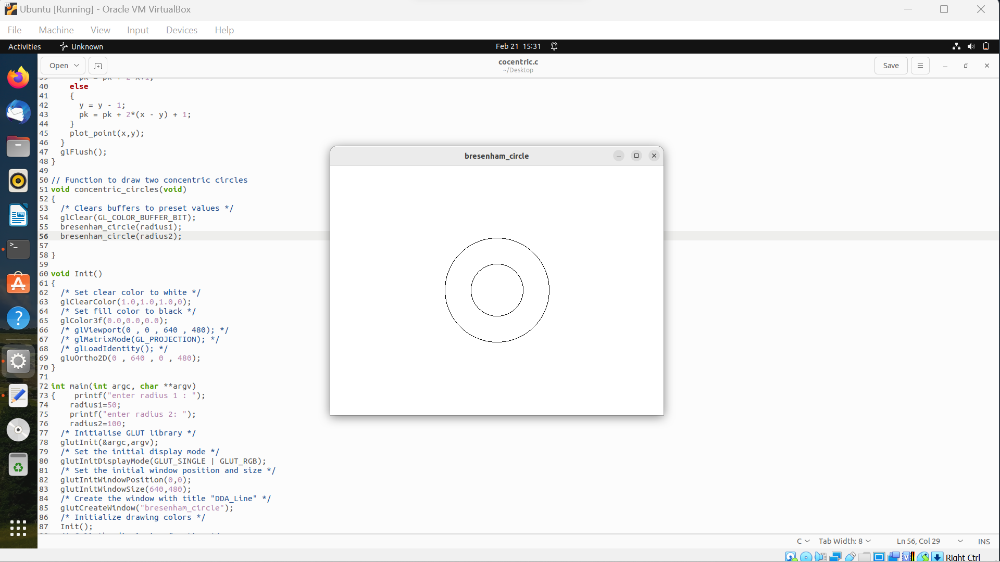 Ubuntu [Running] - Oracle VM VirtualBox
File Machine View Input Devices Help
Activities Unknown Feb 21 15:31
Open cocentric.c Save
~/Desktop
40 else
41 {
42 y = y - 1;
43 pk = pk + 2*(x - y) + 1;
44 }
45 plot_point(x,y);
46 }
47 glFlush();
48 }
49
50 // Function to draw two concentric circles
51 void concentric_circles(void)
52 {
53 /* Clears buffers to preset values */
54 glClear(GL_COLOR_BUFFER_BIT);
55 bresenham_circle(radius1);
56 bresenham_circle(radius2);
57
58 }
59
60 void Init()
61 {
62 /* Set clear color to white */
63 glClearColor(1.0,1.0,1.0,0);
64 /* Set fill color to black */
65 glColor3f(0.0,0.0,0.0);
66 /* glViewport(0 , 0 , 640 , 480); */
67 /* glMatrixMode(GL_PROJECTION); */
68 /* glLoadIdentity(); */
69 gluOrtho2D(0 , 640 , 0 , 480);
70 }
71
72 int main(int argc, char **argv)
73 { printf("enter radius 1 : ");
74 radius1=50;
75 printf("enter radius 2: ");
76 radius2=100;
77 /* Initialise GLUT library */
78 glutInit(&argc,argv);
79 /* Set the initial display mode */
80 glutInitDisplayMode(GLUT_SINGLE | GLUT_RGB);
81 /* Set the initial window position and size */
82 glutInitWindowPosition(0,0);
83 glutInitWindowSize(640,480);
84 /* Create the window with title "DDA_Line" */
85 glutCreateWindow("bresenham_circle");
86 /* Initialize drawing colors */
87 Init();
bresenham_circle
C Tab Width: 8 Ln 56, Col 29 INS
Right Ctrl